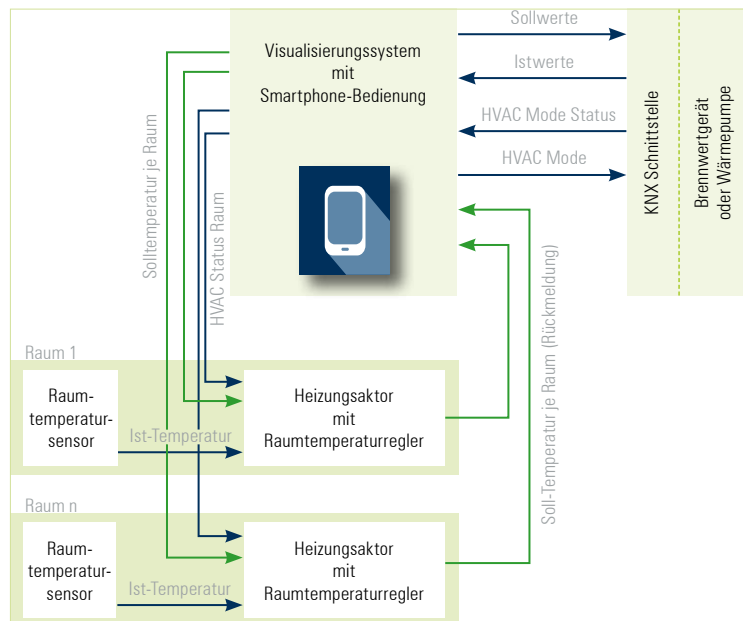 Visualisierungssystem
mit
Smartphone-Bedienung
Sollwerte
Istwerte
HVAC Mode Status
HVAC Mode
KNX Schnittstelle
Brennwertgerät
oder Wärmepumpe
Solltemperatur je Raum
HVAC Status Raum
Soll-Temperatur je Raum (Rückmeldung)
Raum 1
Raum-
temperatur-
sensor
Ist-Temperatur
Heizungsaktor
mit
Raumtemperaturregler
Raum n
Raum-
temperatur-
sensor
Ist-Temperatur
Heizungsaktor
mit
Raumtemperaturregler